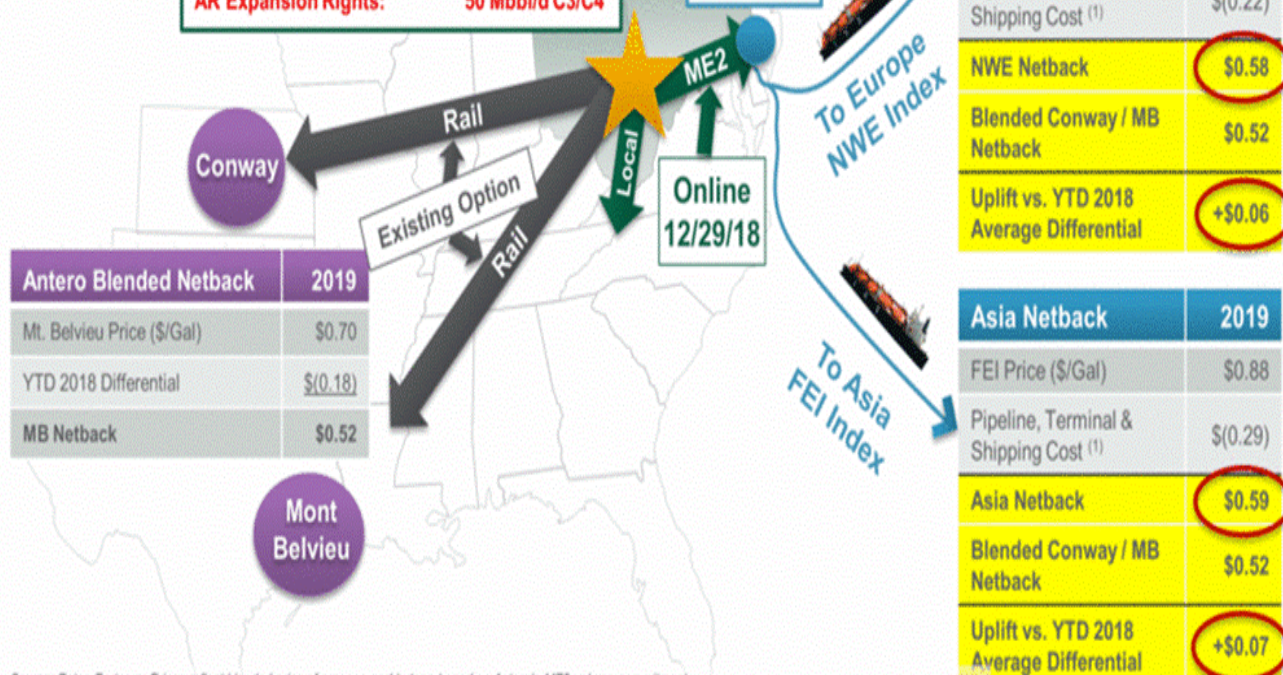 AR Expansion Rights: 50 Mbbl/d C3/C4
Shipping Cost (1) $(0.22)
NWE Netback $0.58
Blended Conway / MB
Netback $0.52
Uplift vs. YTD 2018
Average Differential +$0.06
ME2
To Europe
NWE Index
Rail
Conway
Local
Existing Option
Online
12/29/18
Rail
Antero Blended Netback 2019
Mt. Belvieu Price ($/Gal) $0.70
YTD 2018 Differential $(0.18)
MB Netback $0.52
Mont
Belvieu
To Asia
FEI Index
Asia Netback 2019
FEI Price ($/Gal) $0.88
Pipeline, Terminal &
Shipping Cost (1) $(0.29)
Asia Netback $0.59
Blended Conway / MB
Netback $0.52
Uplift vs. YTD 2018
Average Differential +$0.07